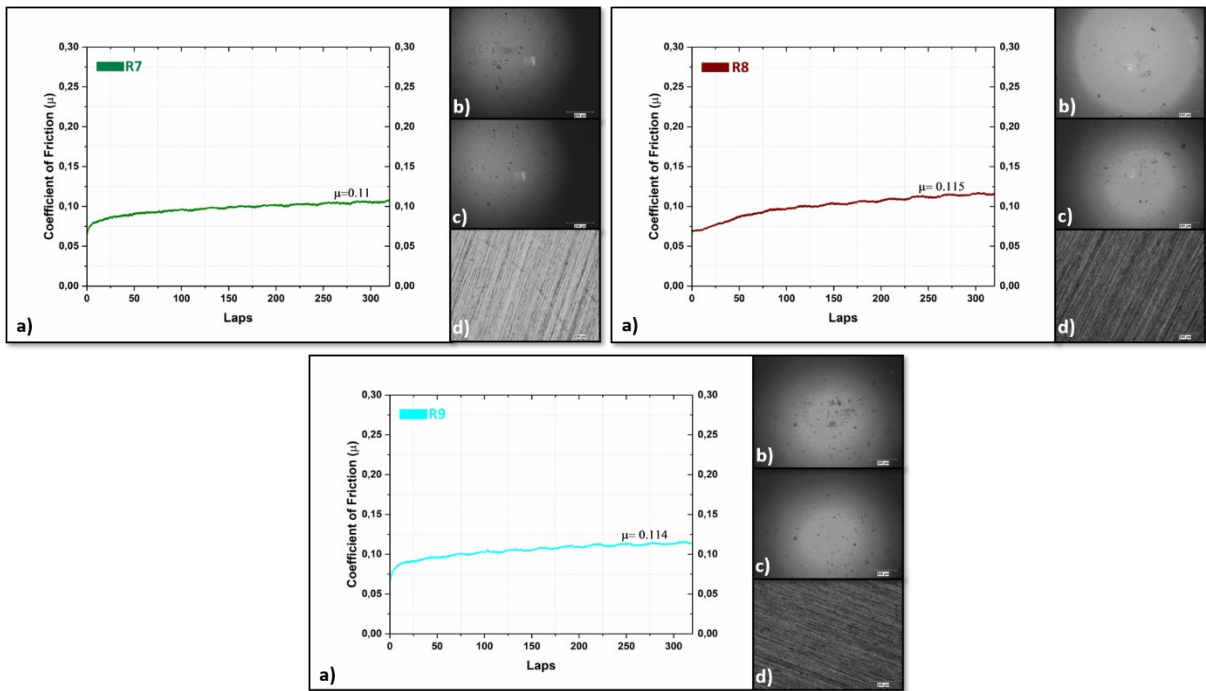 R7
Coefficient of Friction (μ)
0,30 0,30
0,25 0,25
0,20 0,20
0,15 0,15
0,10 0,10
0,05 0,05
0,00 0,00
μ=0.11
0 50 100 150 200 250 300
Laps
a)
b)
c)
d)
R8
Coefficient of Friction (μ)
0,30 0,30
0,25 0,25
0,20 0,20
0,15 0,15
0,10 0,10
0,05 0,05
0,00 0,00
μ= 0.115
0 50 100 150 200 250 300
Laps
a)
b)
c)
d)
R9
Coefficient of Friction (μ)
0,30 0,30
0,25 0,25
0,20 0,20
0,15 0,15
0,10 0,10
0,05 0,05
0,00 0,00
μ= 0.114
0 50 100 150 200 250 300
Laps
a)
b)
c)
d)